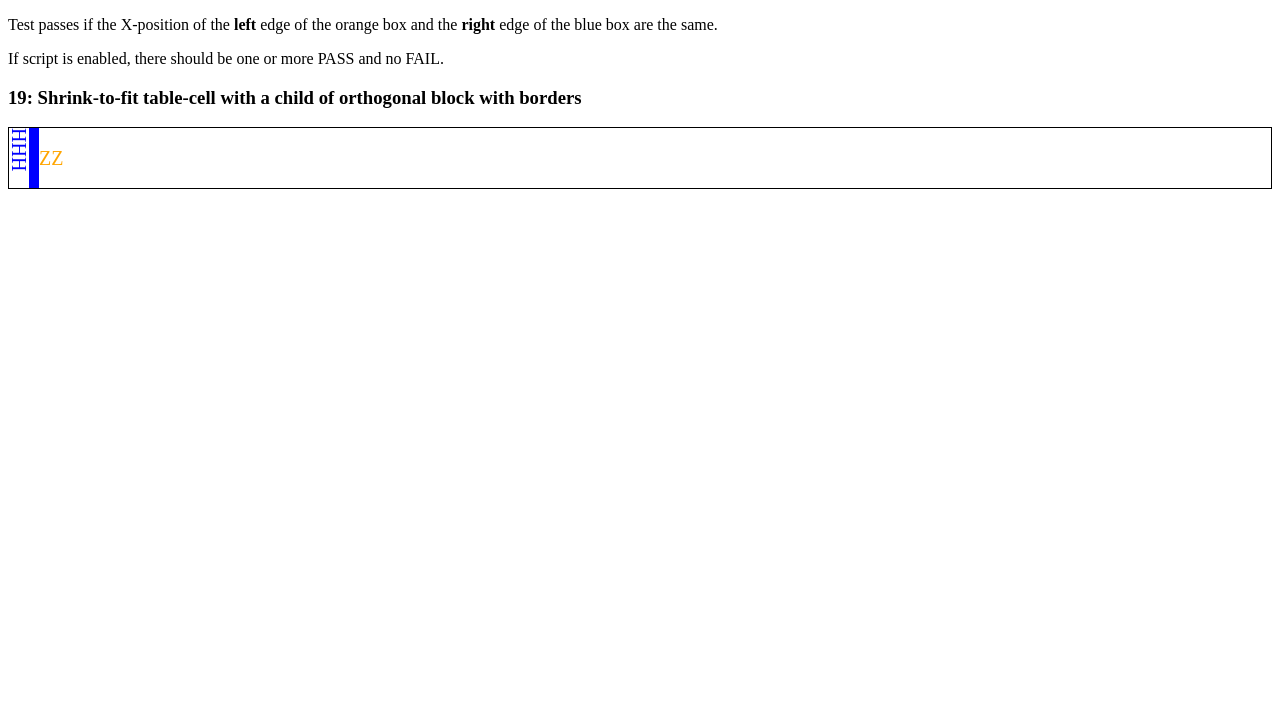 Test passes if the X-position of the left edge of the orange box and the right edge of the blue box are the same.
If script is enabled, there should be one or more PASS and no FAIL.
19: Shrink-to-fit table-cell with a child of orthogonal block with borders
HHH
ZZ